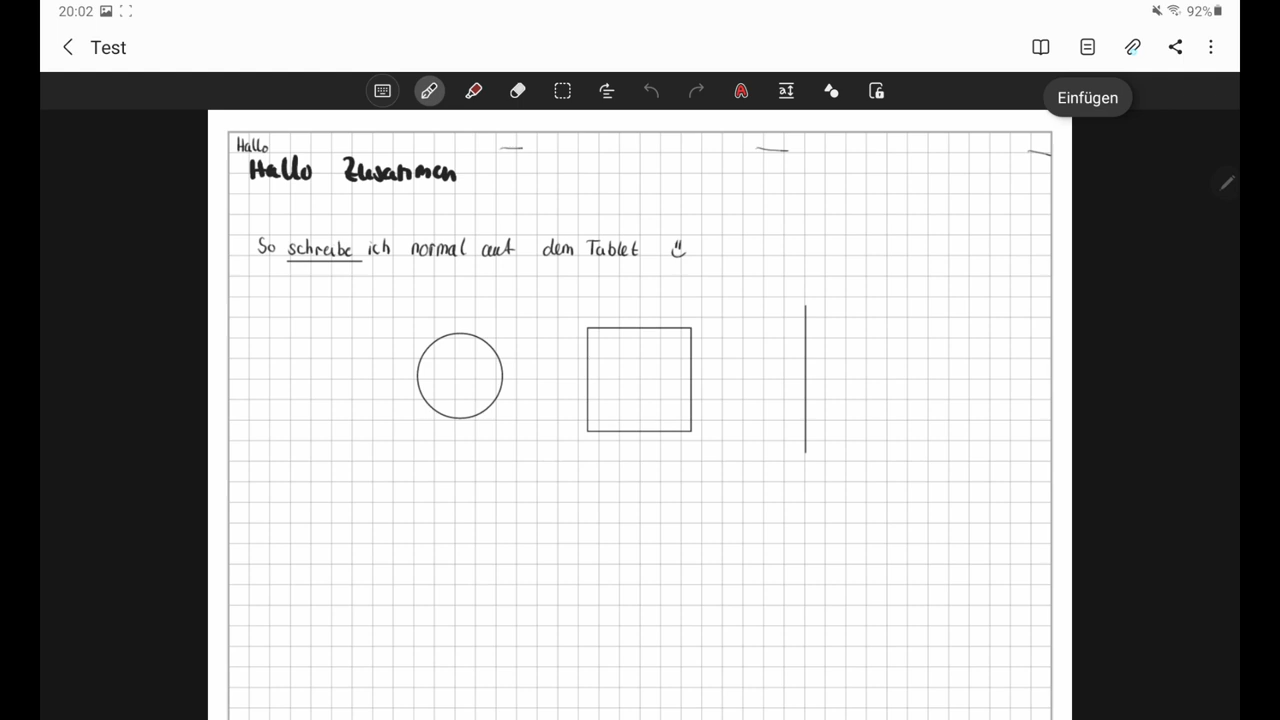 20:02 92%
Test
Einfügen
Hallo
Hallo Zusammen
So schreibe ich normal auf dem Tablet